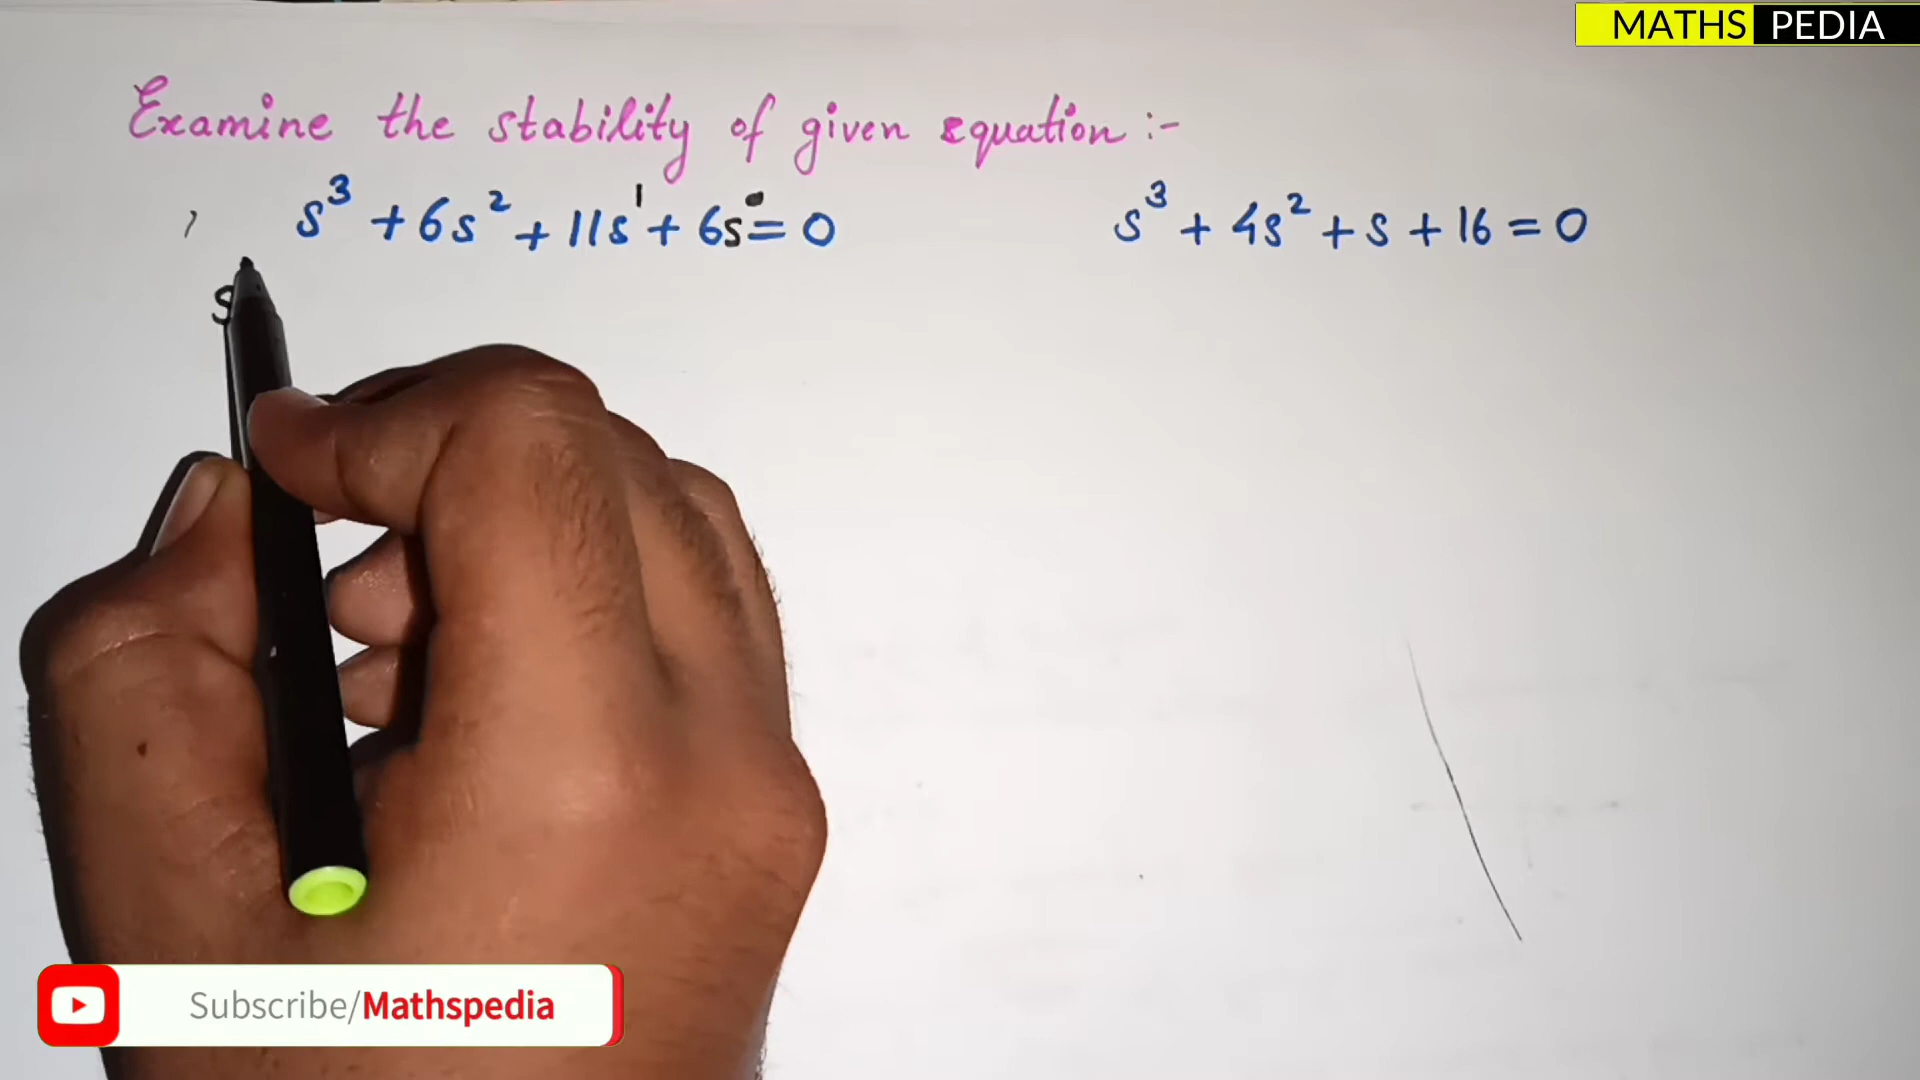 MATHS PEDIA
Examine the stability of given equation :-
s³ + 6s² + 11s¹ + 6s⁰ = 0
s³ + 4s² + s + 16 = 0
S
Subscribe/Mathspedia